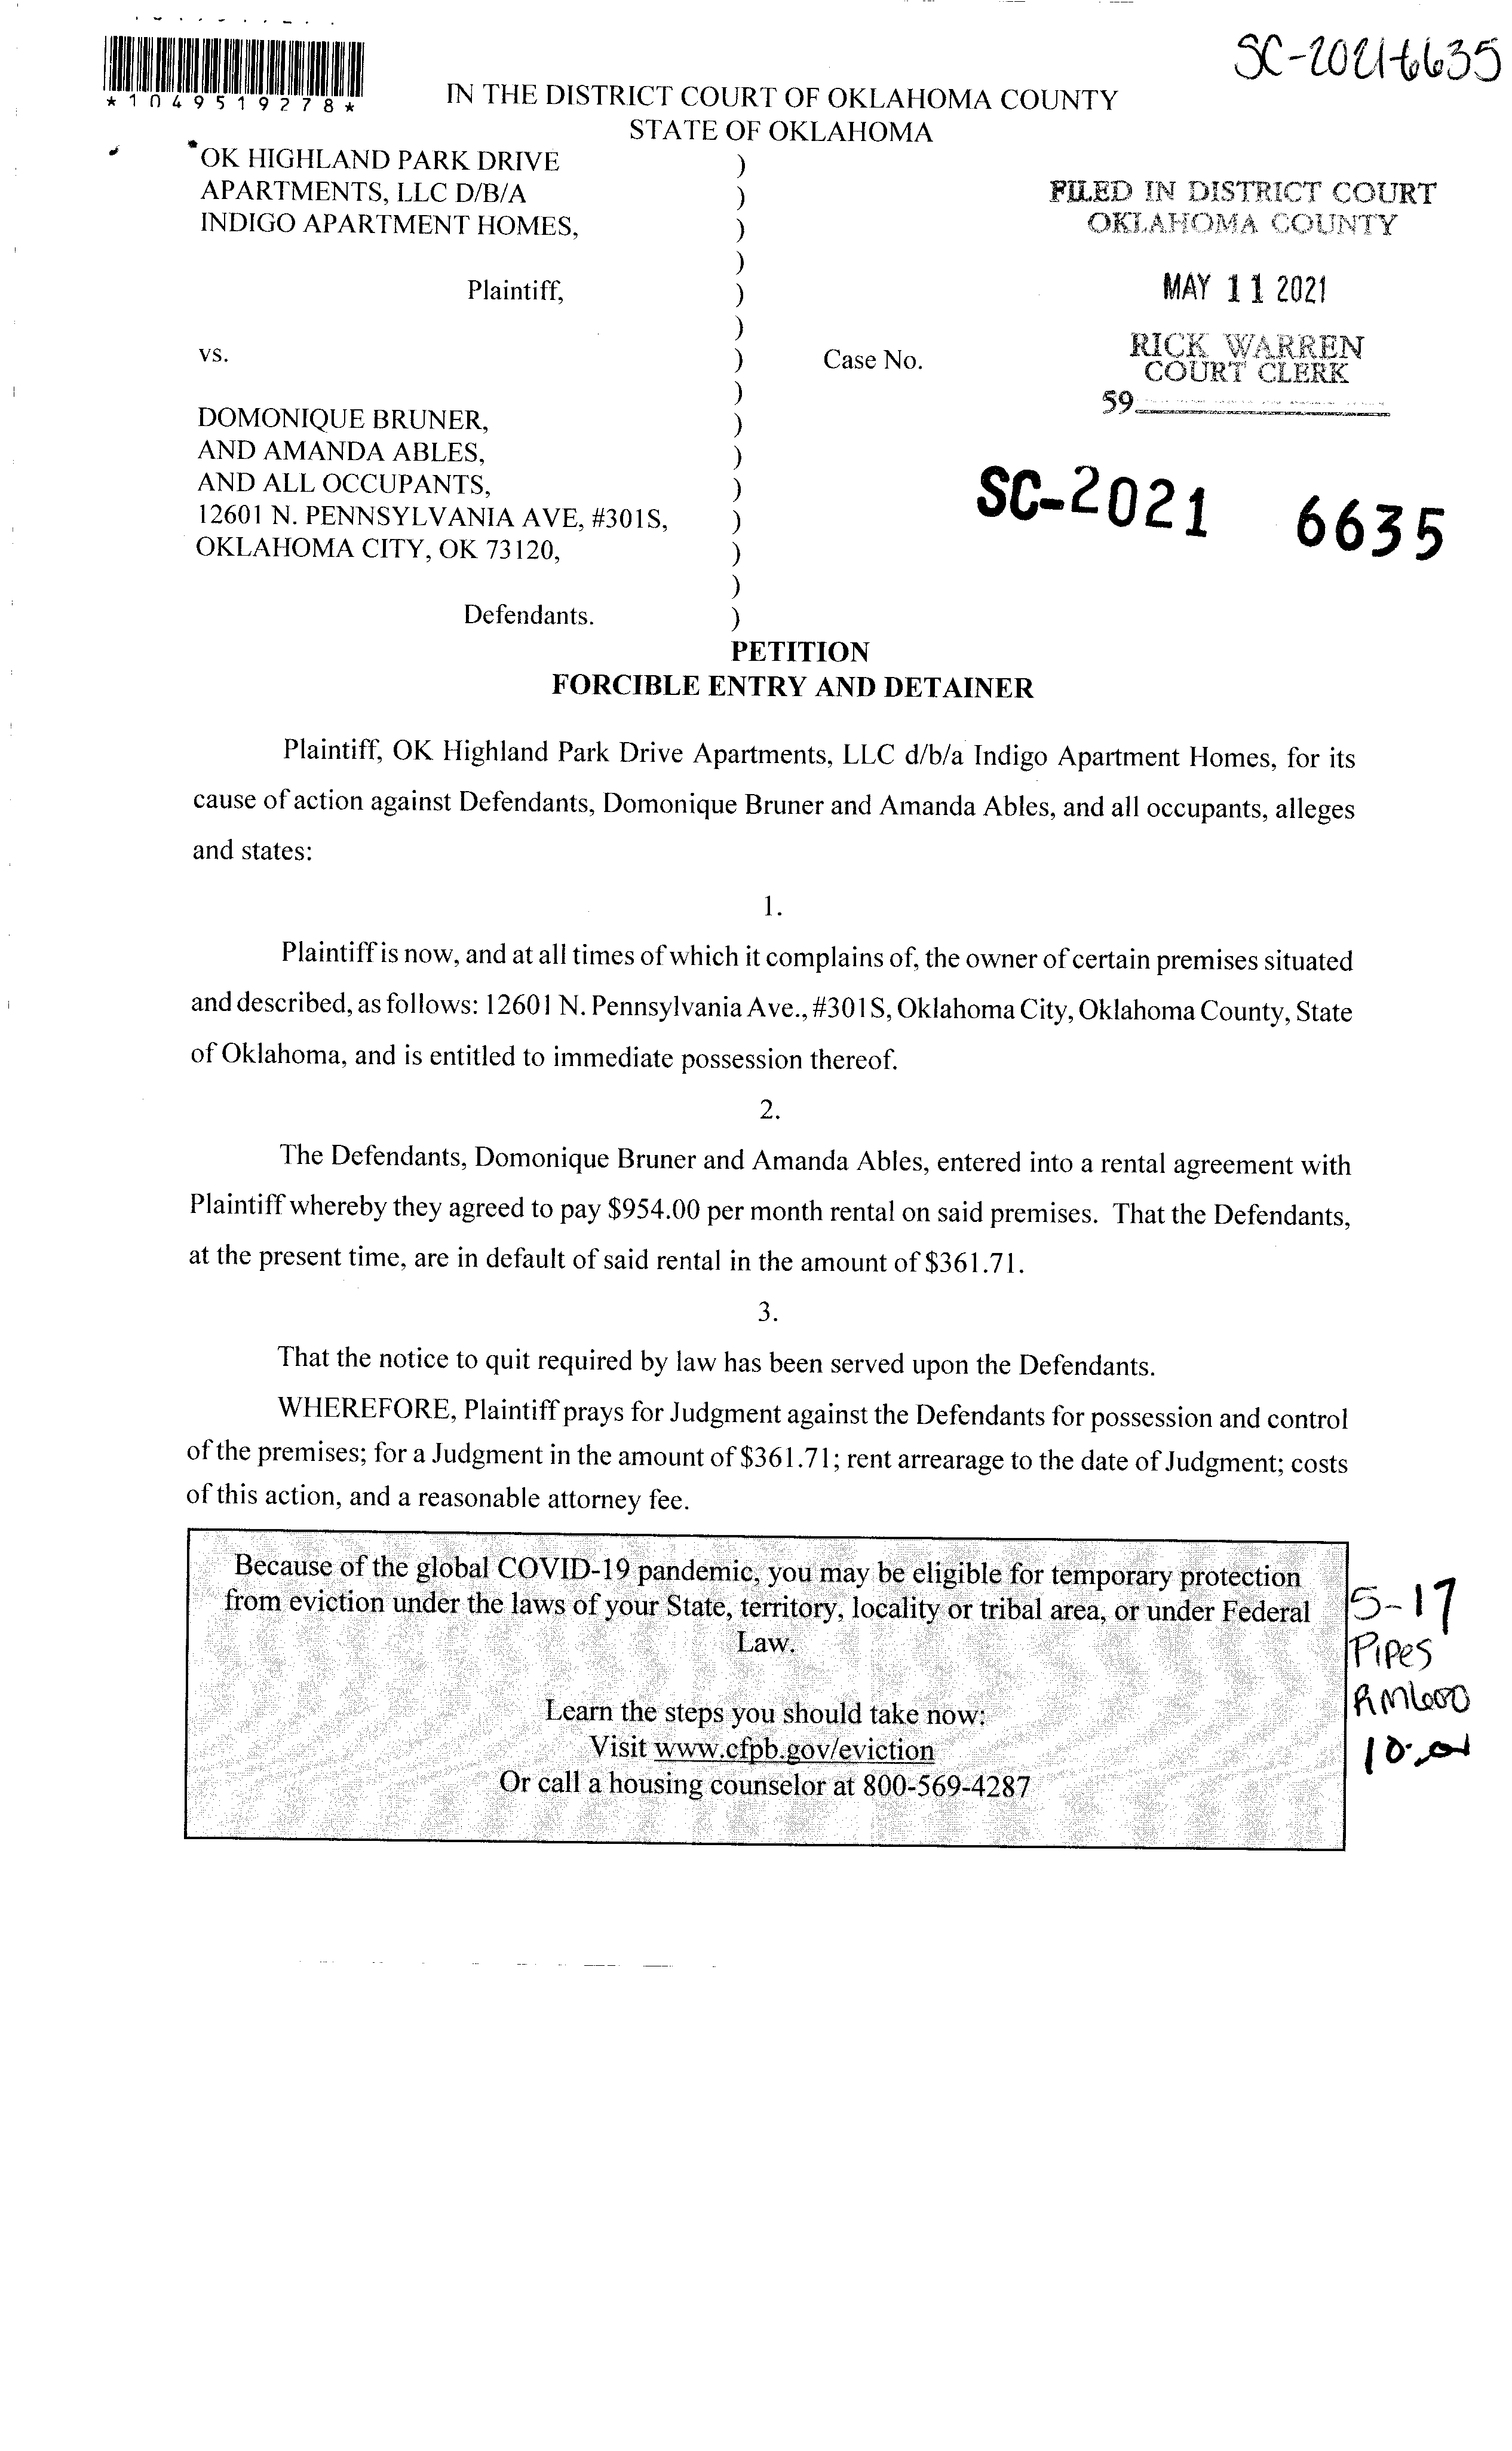 SC-2021-6635
*1049519278*
IN THE DISTRICT COURT OF OKLAHOMA COUNTY
STATE OF OKLAHOMA
OK HIGHLAND PARK DRIVE )
APARTMENTS, LLC D/B/A )
INDIGO APARTMENT HOMES, )
)
Plaintiff, )
)
vs. ) Case No.
)
DOMONIQUE BRUNER, )
AND AMANDA ABLES, )
AND ALL OCCUPANTS, )
12601 N. PENNSYLVANIA AVE, #301S, )
OKLAHOMA CITY, OK 73120, )
)
Defendants. )
FILED IN DISTRICT COURT
OKLAHOMA COUNTY
MAY 11 2021
RICK WARREN
COURT CLERK
59
SC-2021 6635
PETITION
FORCIBLE ENTRY AND DETAINER
Plaintiff, OK Highland Park Drive Apartments, LLC d/b/a Indigo Apartment Homes, for its
cause of action against Defendants, Domonique Bruner and Amanda Ables, and all occupants, alleges
and states:
1.
Plaintiff is now, and at all times of which it complains of, the owner of certain premises situated
and described, as follows: 12601 N. Pennsylvania Ave., #301S, Oklahoma City, Oklahoma County, State
of Oklahoma, and is entitled to immediate possession thereof.
2.
The Defendants, Domonique Bruner and Amanda Ables, entered into a rental agreement with
Plaintiff whereby they agreed to pay $954.00 per month rental on said premises. That the Defendants,
at the present time, are in default of said rental in the amount of $361.71.
3.
That the notice to quit required by law has been served upon the Defendants.
WHEREFORE, Plaintiff prays for Judgment against the Defendants for possession and control
of the premises; for a Judgment in the amount of $361.71; rent arrearage to the date of Judgment; costs
of this action, and a reasonable attorney fee.
Because of the global COVID-19 pandemic, you may be eligible for temporary protection
from eviction under the laws of your State, territory, locality or tribal area, or under Federal
Law.
Learn the steps you should take now:
Visit www.cfpb.gov/eviction
Or call a housing counselor at 800-569-4287
5-17
Pipes